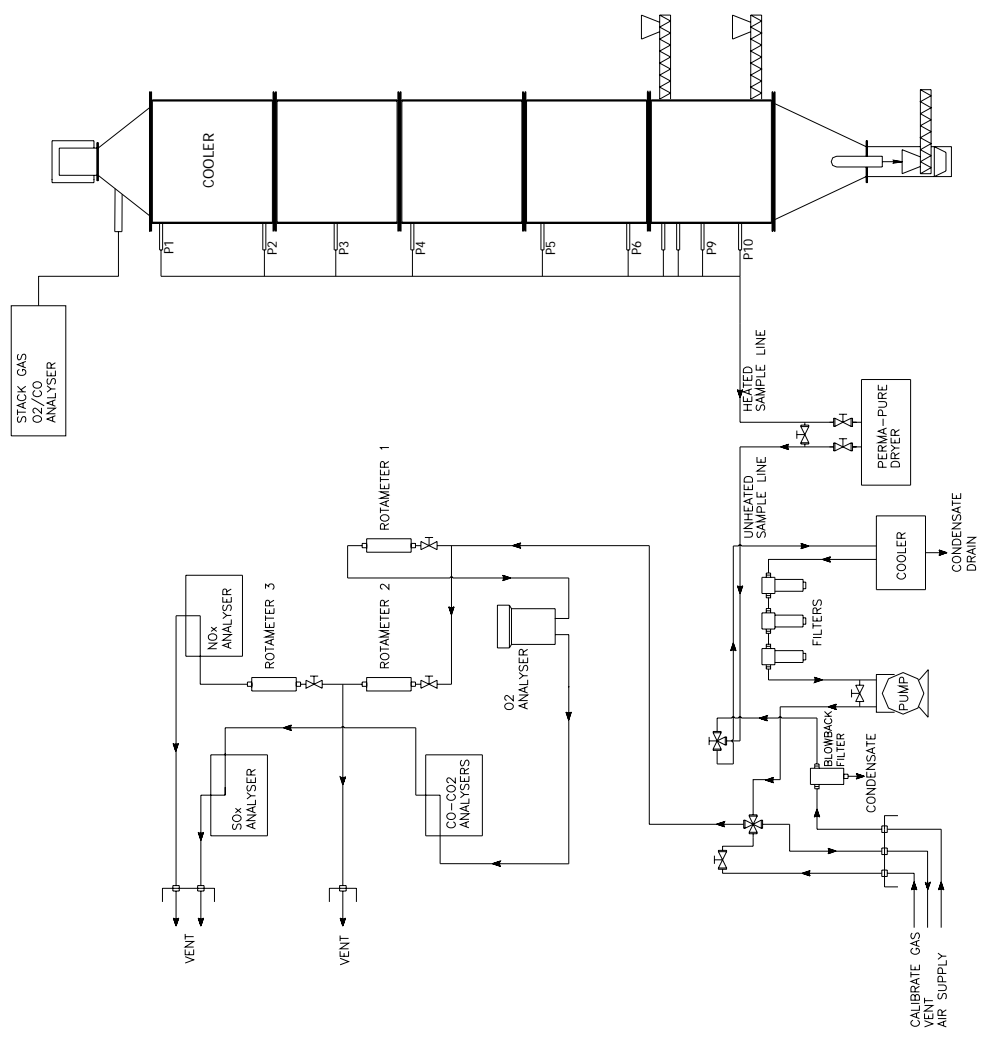 COOLER
P1
P2
P3
P4
P5
P6
P9
P10
STACK GAS
O2/CO
ANALYSER
HEATED
SAMPLE LINE
UNHEATED
SAMPLE LINE
PERMA-PURE
DRYER
COOLER
CONDENSATE
DRAIN
FILTERS
PUMP
BLOWBACK
FILTER
CONDENSATE
ROTAMETER 1
ROTAMETER 2
ROTAMETER 3
NOx
ANALYSER
O2
ANALYSER
SOx
ANALYSER
CO-CO2
ANALYSERS
VENT
VENT
CALIBRATE GAS
VENT
AIR SUPPLY